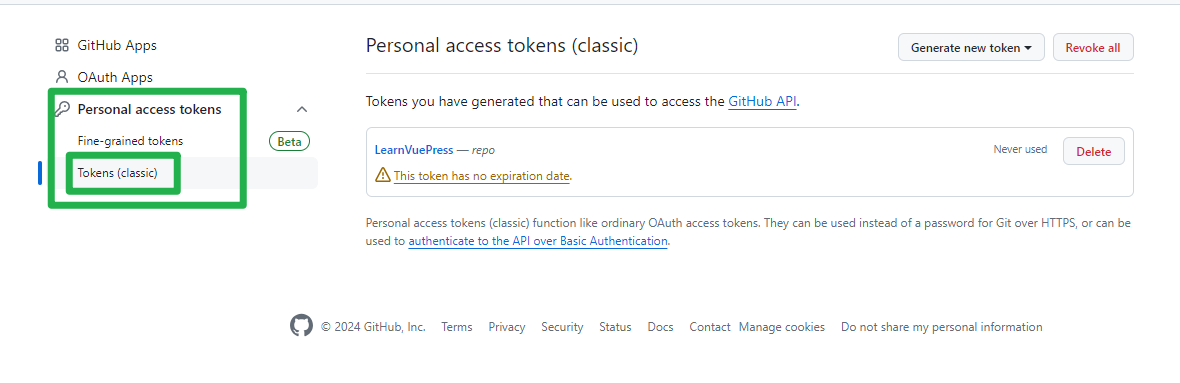 GitHub Apps
OAuth Apps
Personal access tokens
Fine-grained tokens Beta
Tokens (classic)
Personal access tokens (classic)
Generate new token
Revoke all
Tokens you have generated that can be used to access the GitHub API.
LearnVuePress — repo
Never used
Delete
This token has no expiration date.
Personal access tokens (classic) function like ordinary OAuth access tokens. They can be used instead of a password for Git over HTTPS, or can be
used to authenticate to the API over Basic Authentication.
© 2024 GitHub, Inc. Terms Privacy Security Status Docs Contact Manage cookies Do not share my personal information